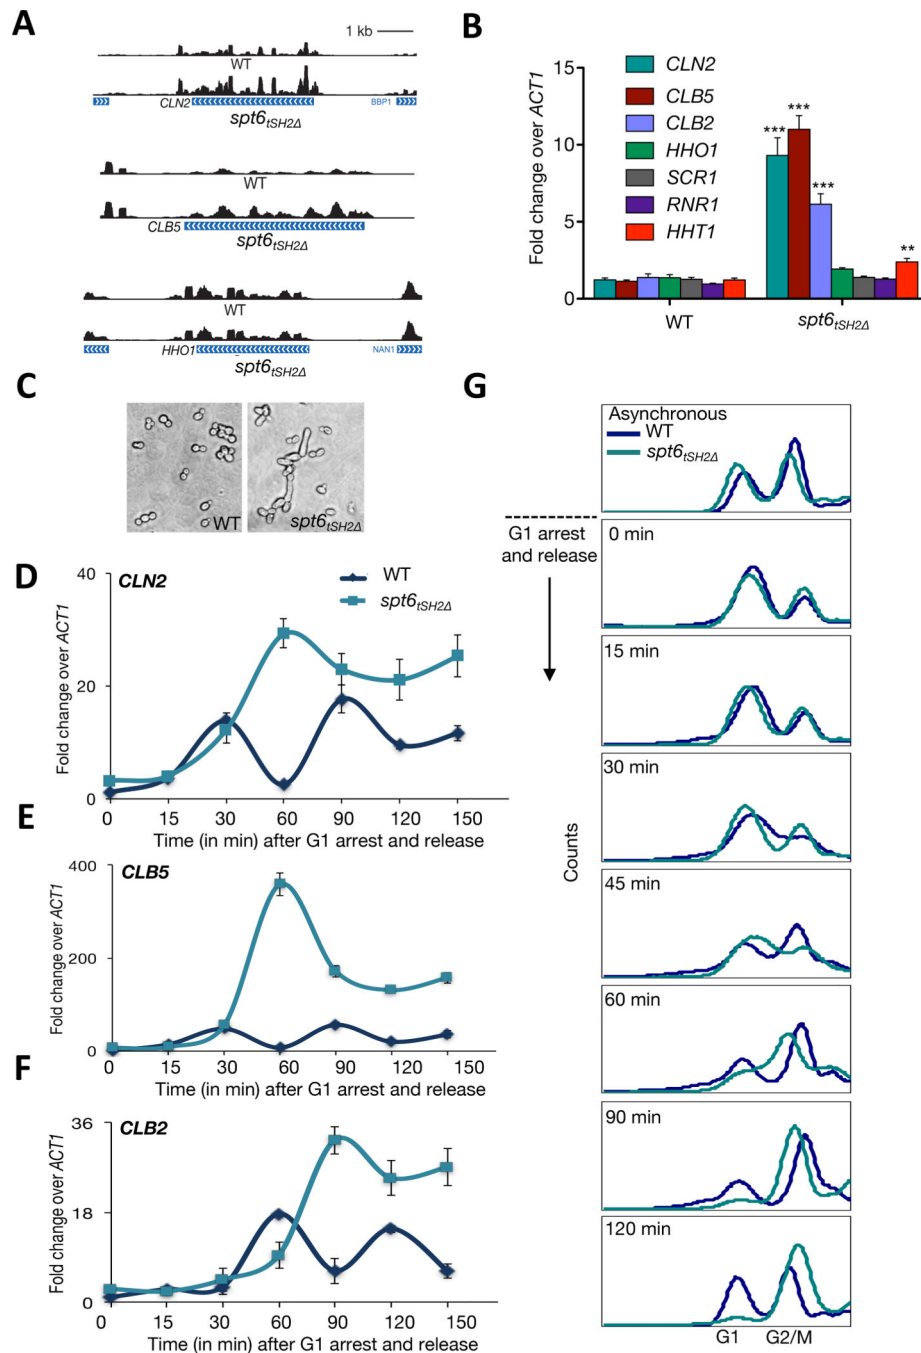 A
1 kb
WT
CLN2
BBP1
spt6tSH2Δ
WT
CLB5
spt6tSH2Δ
WT
HHO1
NAN1
spt6tSH2Δ
B
Fold change over ACT1
15
10
5
0
CLN2
CLB5
CLB2
HHO1
SCR1
RNR1
HHT1
***
***
***
**
WT
spt6tSH2Δ
C
WT
spt6tSH2Δ
D
CLN2
WT
spt6tSH2Δ
Fold change over ACT1
40
20
0
0 15 30 60 90 120 150
Time (in min) after G1 arrest and release
E
CLB5
Fold change over ACT1
400
200
0
0 15 30 60 90 120 150
Time (in min) after G1 arrest and release
F
CLB2
Fold change over ACT1
36
18
0
0 15 30 60 90 120 150
Time (in min) after G1 arrest and release
G
Asynchronous
WT
spt6tSH2Δ
G1 arrest
and release
0 min
15 min
30 min
45 min
60 min
90 min
120 min
Counts
G1 G2/M